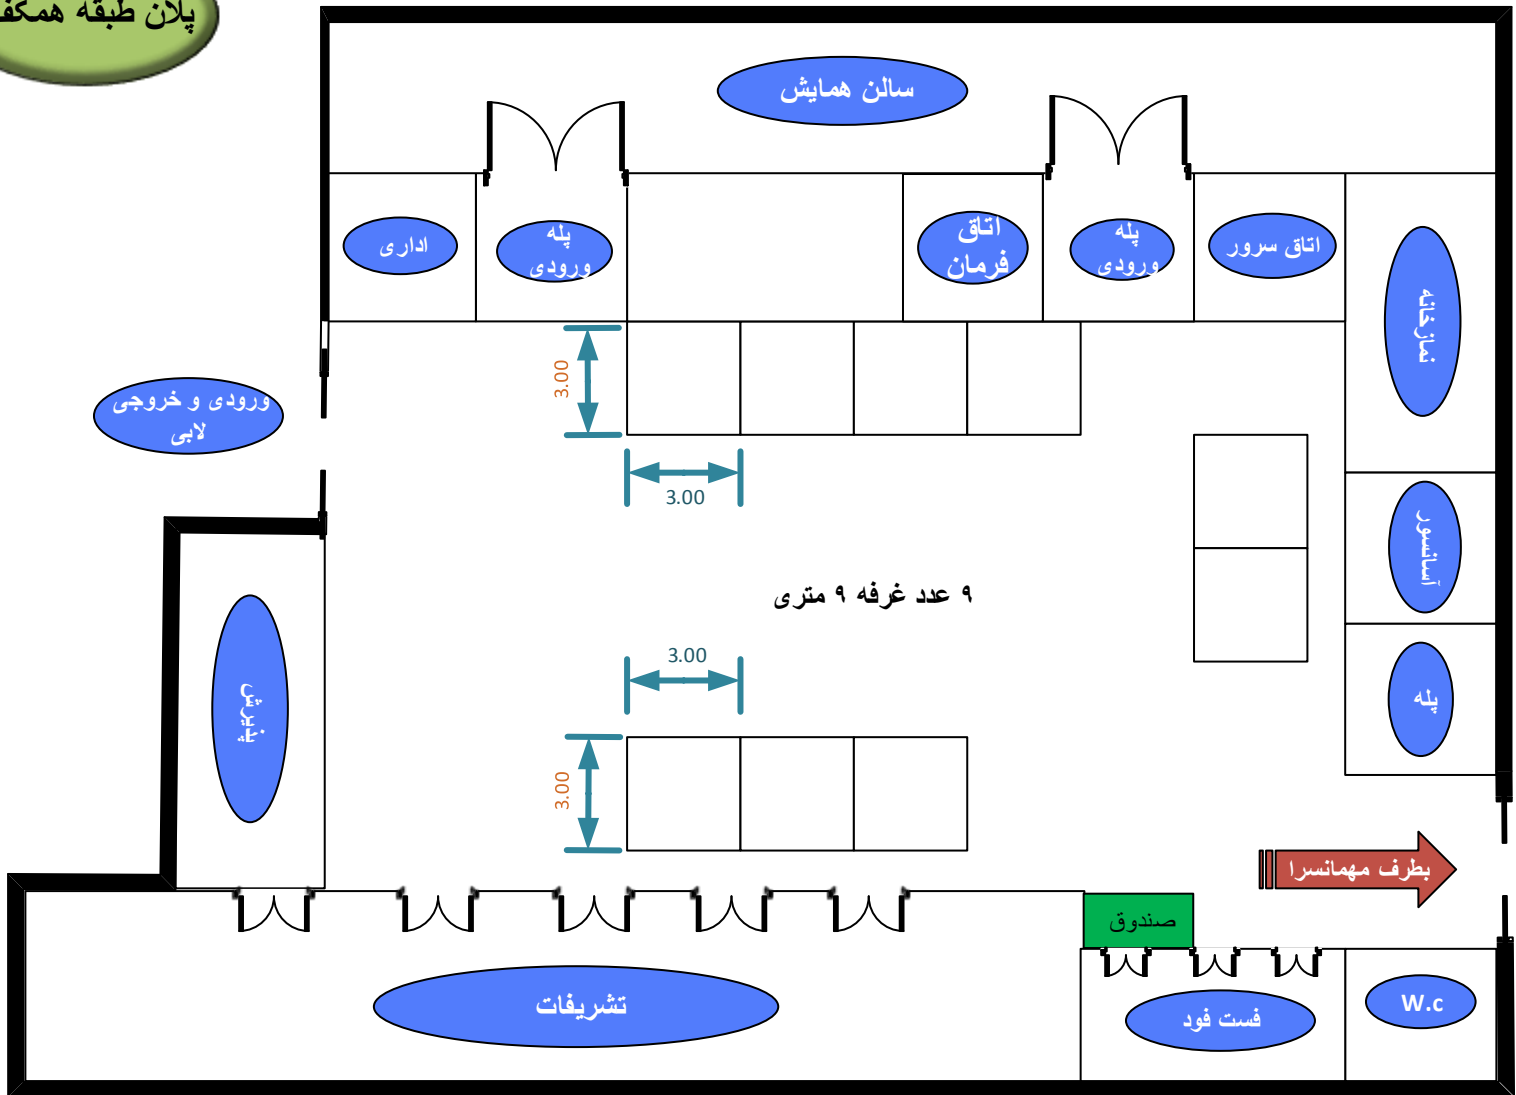 پلان طبقه همکف
سالن همایش
اداری
پله
ورودی
اتاق
فرمان
پله
ورودی
اتاق سرور
نمازخانه
ورودی و خروجی
لابی
3.00
3.00
آسانسور
۹ عدد غرفه ۹ متری
پله
3.00
3.00
پذیرش
بطرف مهمانسرا
صندوق
تشریفات
فست فود
W.c